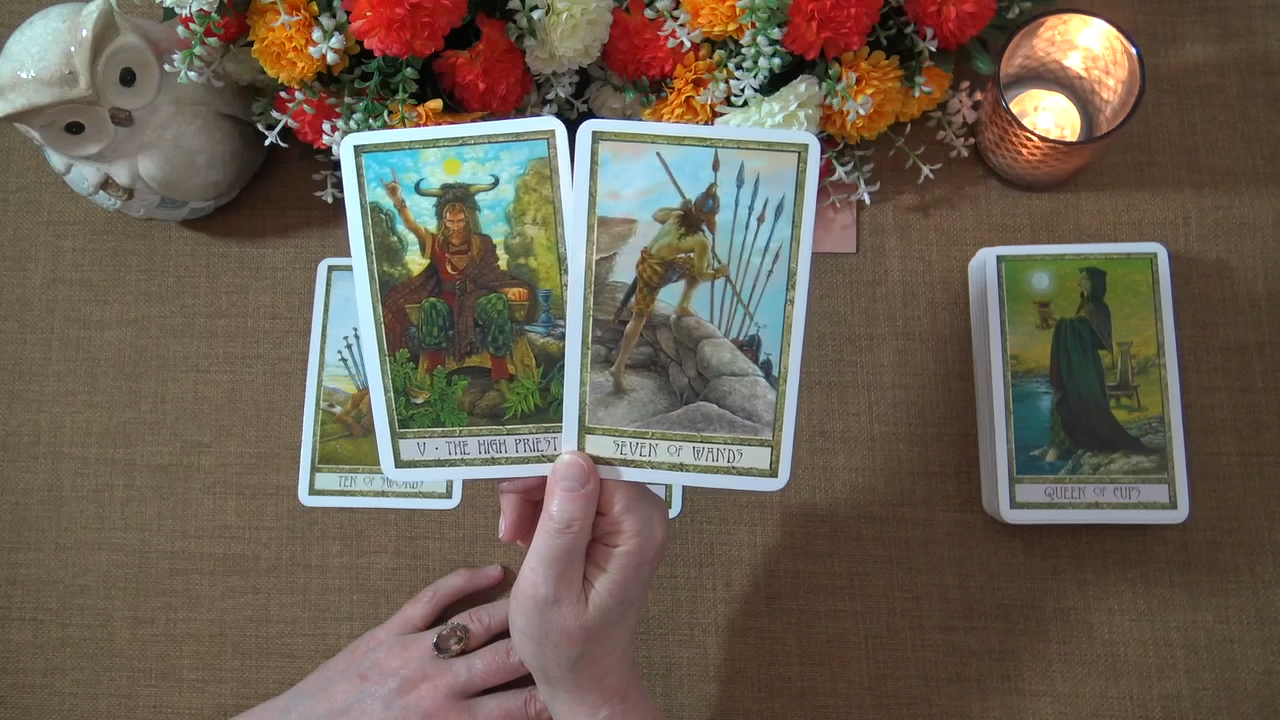 V · THE HIGH PRIEST
SEVEN OF WANDS
TEN OF SWORDS
QUEEN OF CUPS